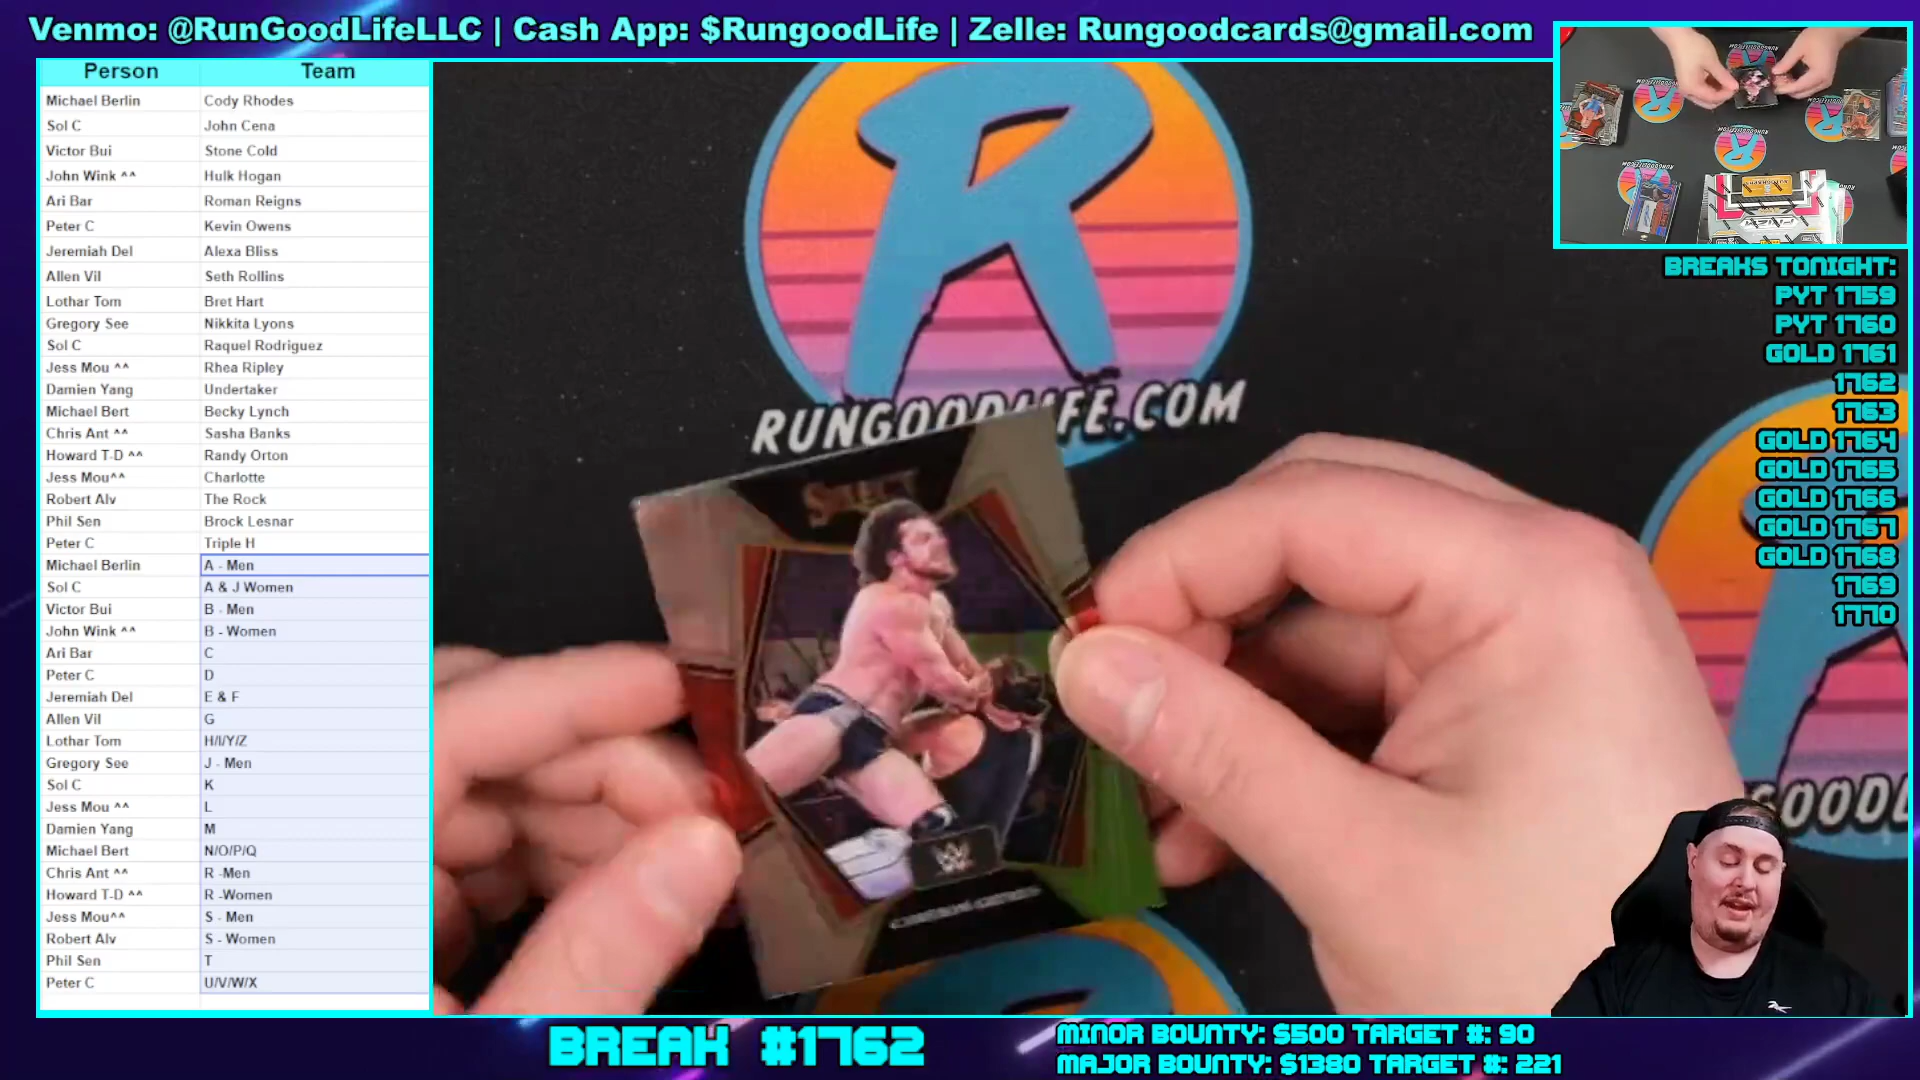 Venmo: @RunGoodLifeLLC | Cash App: $RungoodLife | Zelle: Rungoodcards@gmail.com
Person Team
Michael Berlin Cody Rhodes
Sol C John Cena
Victor Bui Stone Cold
John Wink ^^ Hulk Hogan
Ari Bar Roman Reigns
Peter C Kevin Owens
Jeremiah Del Alexa Bliss
Allen Vil Seth Rollins
Lothar Tom Bret Hart
Gregory See Nikkita Lyons
Sol C Raquel Rodriguez
Jess Mou ^^ Rhea Ripley
Damien Yang Undertaker
Michael Bert Becky Lynch
Chris Ant ^^ Sasha Banks
Howard T-D ^^ Randy Orton
Jess Mou^^ Charlotte
Robert Alv The Rock
Phil Sen Brock Lesnar
Peter C Triple H
Michael Berlin A - Men
Sol C A & J Women
Victor Bui B - Men
John Wink ^^ B - Women
Ari Bar C
Peter C D
Jeremiah Del E & F
Allen Vil G
Lothar Tom H/I/Y/Z
Gregory See J - Men
Sol C K
Jess Mou ^^ L
Damien Yang M
Michael Bert N/O/P/Q
Chris Ant ^^ R -Men
Howard T-D ^^ R -Women
Jess Mou^^ S - Men
Robert Alv S - Women
Phil Sen T
Peter C U/V/W/X
R
RUNGOODLIFE.COM
SELECT
W
BREAKS TONIGHT:
PYT 1759
PYT 1760
GOLD 1761
1762
1763
GOLD 1764
GOLD 1765
GOLD 1766
GOLD 1767
GOLD 1768
1769
1770
BREAK #1762
MINOR BOUNTY: $500 TARGET #: 90
MAJOR BOUNTY: $1380 TARGET #: 221